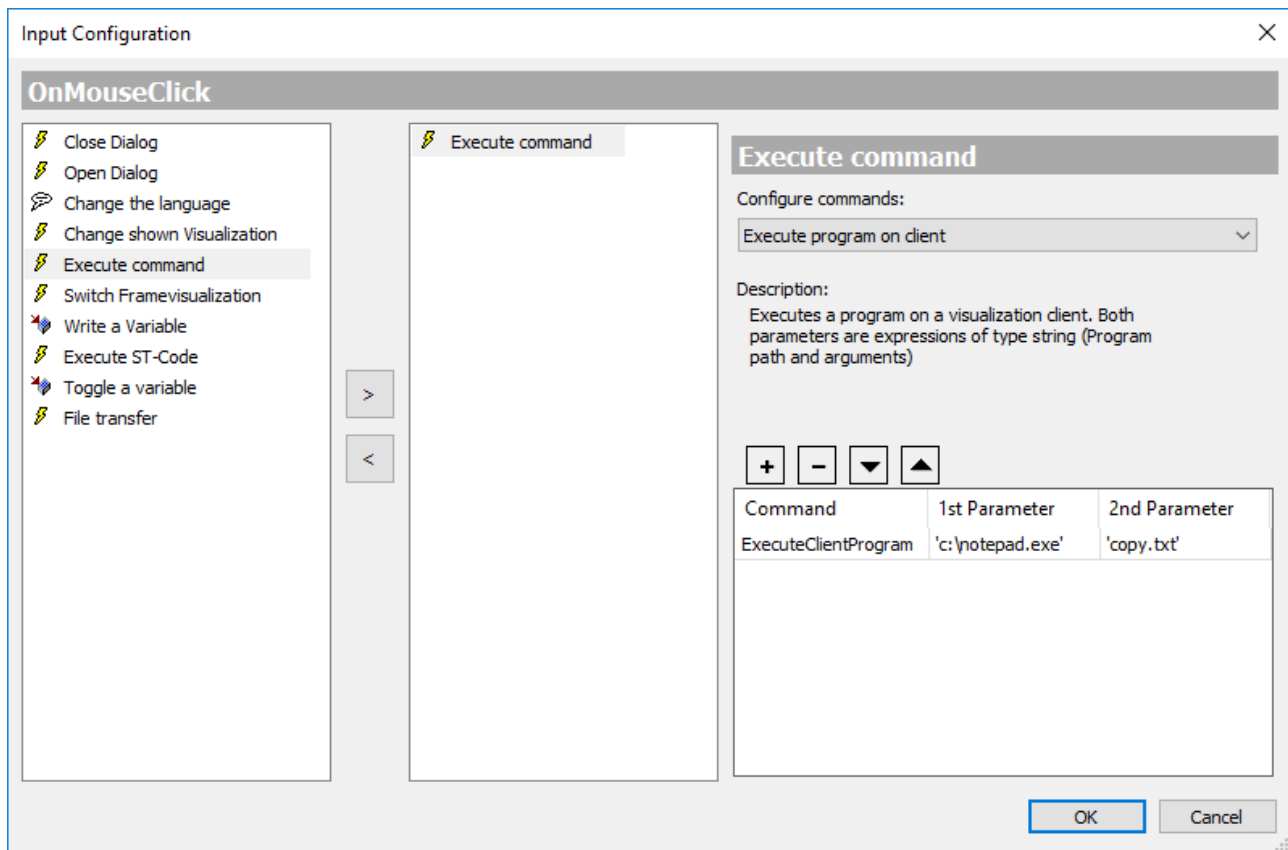 Input Configuration
OnMouseClick
Close Dialog
Open Dialog
Change the language
Change shown Visualization
Execute command
Switch Framevisualization
Write a Variable
Execute ST-Code
Toggle a variable
File transfer
>
<
Execute command
Execute command
Configure commands:
Execute program on client
Description:
Executes a program on a visualization client. Both
parameters are expressions of type string (Program
path and arguments)
Command 1st Parameter 2nd Parameter
ExecuteClientProgram 'c:\notepad.exe' 'copy.txt'
OK Cancel